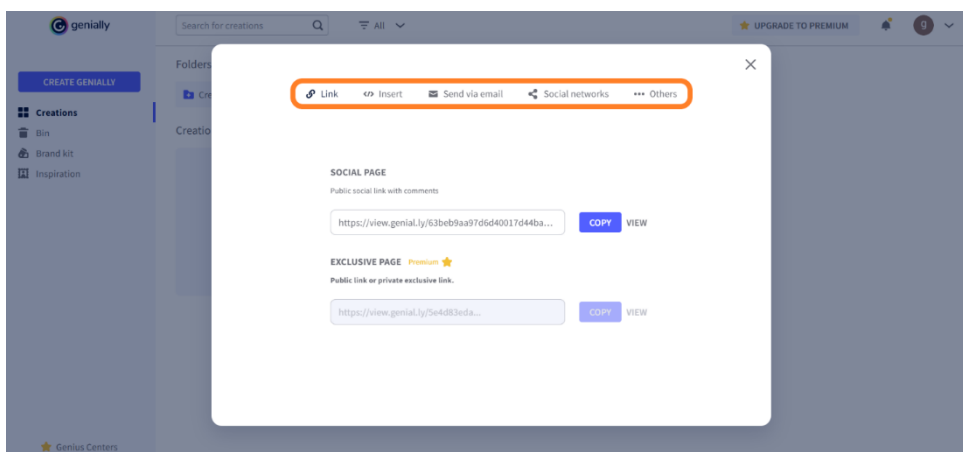 genially
Search for creations
All
UPGRADE TO PREMIUM
g
CREATE GENIALLY
Creations
Bin
Brand kit
Inspiration
Genius Centers
Folders
Cre
Creatio
Link
</> Insert
Send via email
Social networks
••• Others
SOCIAL PAGE
Public social link with comments
https://view.genial.ly/63beb9aa97d6d40017d44ba...
COPY VIEW
EXCLUSIVE PAGE Premium
Public link or private exclusive link.
https://view.genial.ly/5e4d83eda...
COPY VIEW